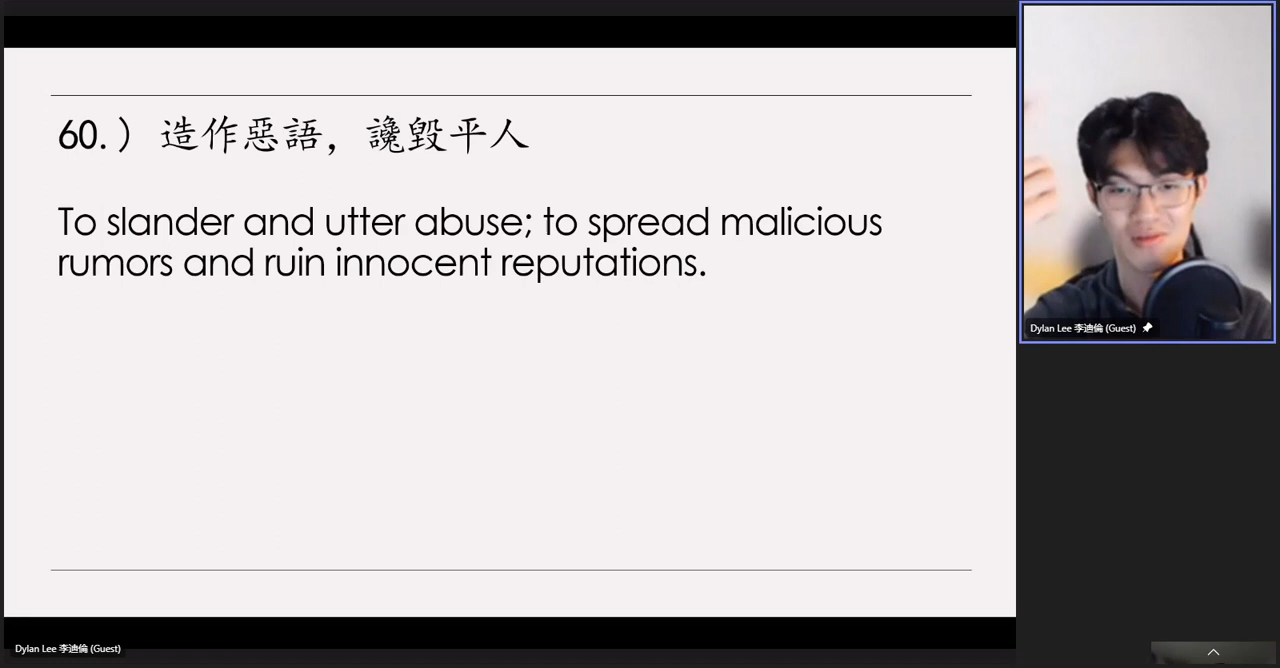 60.）造作惡語，讒毀平人
To slander and utter abuse; to spread malicious
rumors and ruin innocent reputations.
Dylan Lee 李迪倫 (Guest)
Dylan Lee 李迪倫 (Guest)